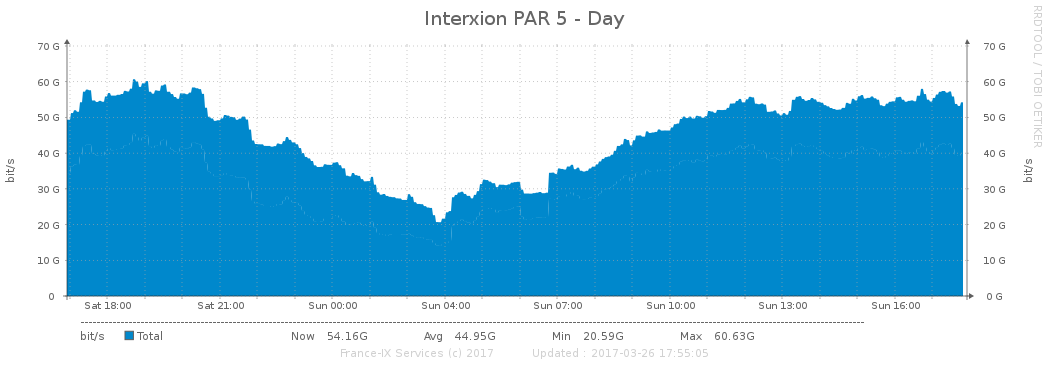 Interxion PAR 5 - Day
RRDTOOL / TOBI OETIKER
bit/s
70 G 70 G
60 G 60 G
50 G 50 G
40 G 40 G
30 G 30 G
20 G 20 G
10 G 10 G
0 0 G
bit/s
Sat 18:00 Sat 21:00 Sun 00:00 Sun 04:00 Sun 07:00 Sun 10:00 Sun 13:00 Sun 16:00
bit/s Total Now 54.16G Avg 44.95G Min 20.59G Max 60.63G
France-IX Services (c) 2017 Updated : 2017-03-26 17:55:05